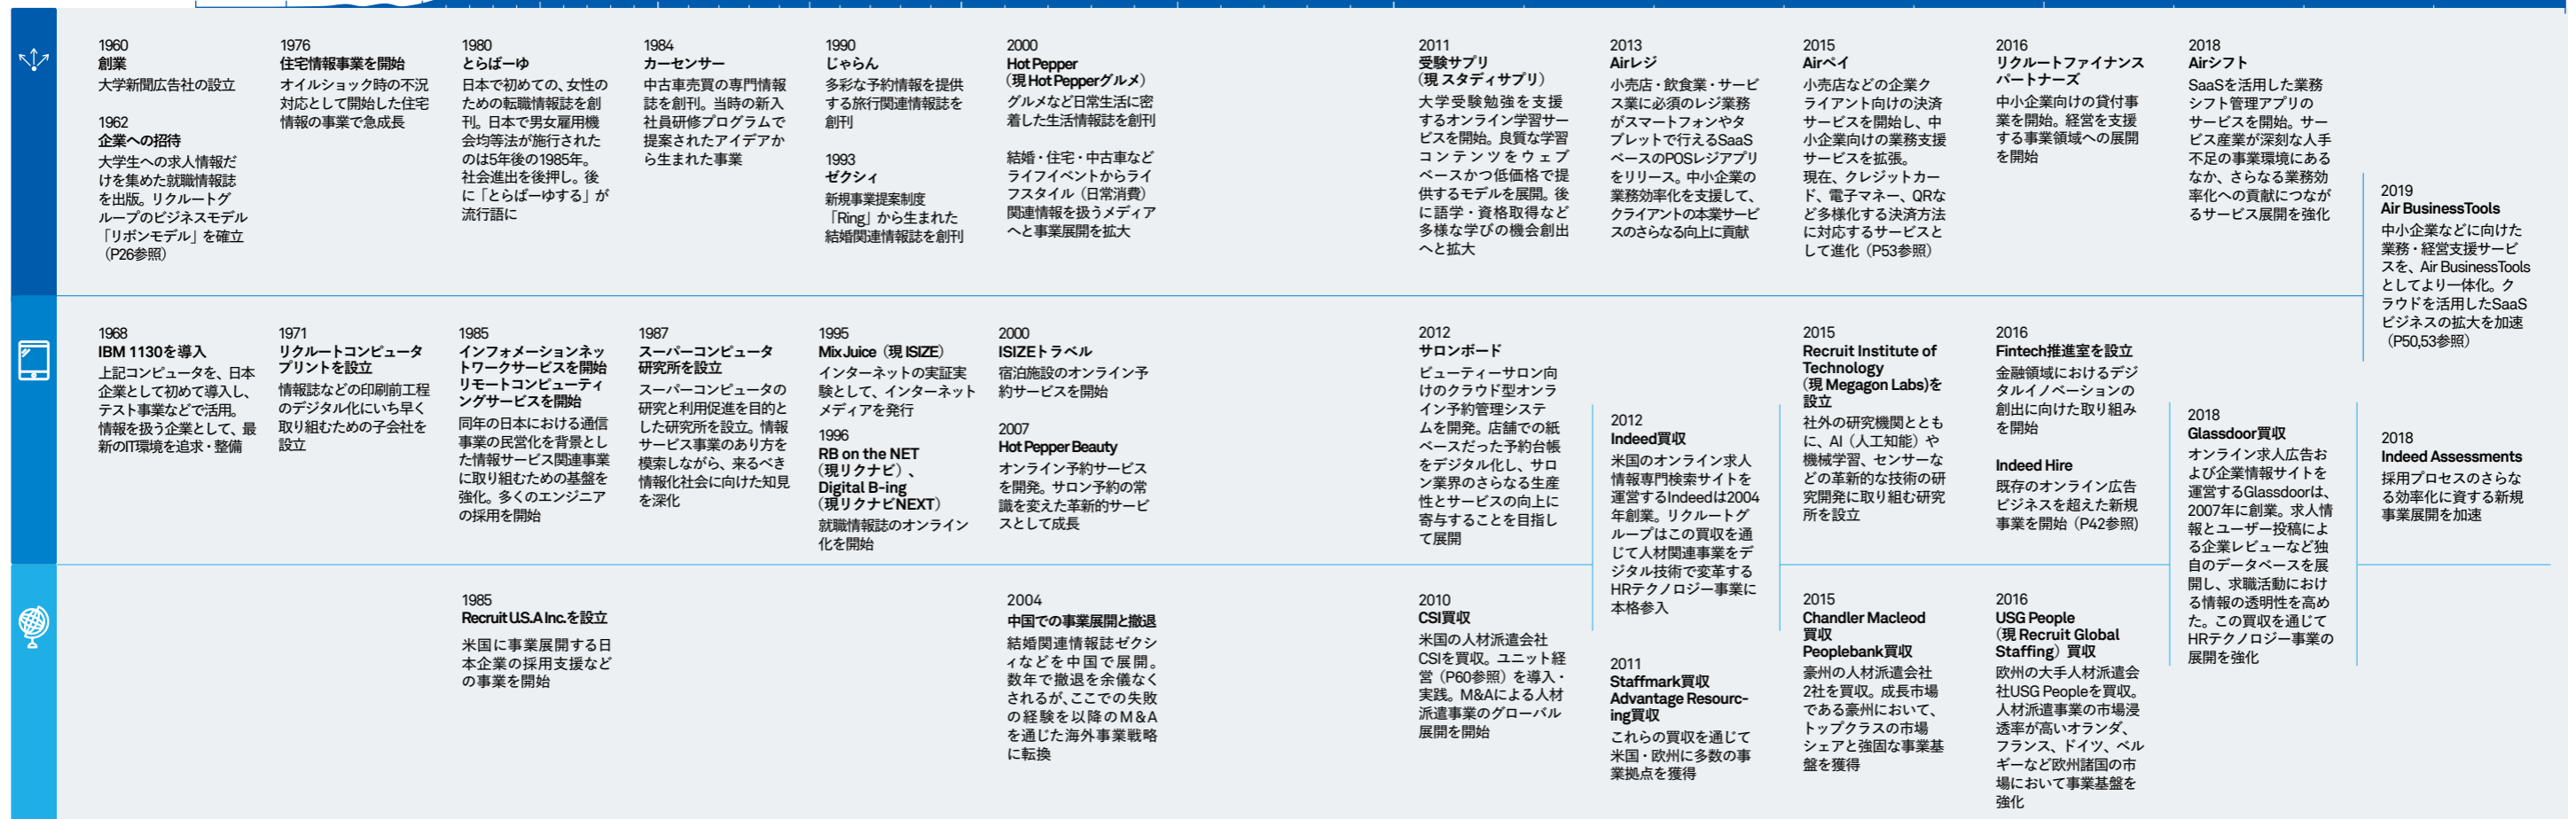 1960
創業
大学新聞広告社の設立
1962
企業への招待
大学生への求人情報だ
けを集めた就職情報誌
を出版。リクルートグ
ループのビジネスモデル
「リボンモデル」を確立
（P26参照）
1976
住宅情報事業を開始
オイルショック時の不況
対応として開始した住宅
情報の事業で急成長
1980
とらばーゆ
日本で初めての、女性の
ための転職情報誌を創
刊。日本で男女雇用機
会均等法が施行された
のは5年後の1985年。
社会進出を後押し。後
に「とらばーゆする」が
流行語に
1984
カーセンサー
中古車売買の専門情報
誌を創刊。当時の新入
社員研修プログラムで
提案されたアイデアか
ら生まれた事業
1990
じゃらん
多彩な予約情報を提供
する旅行関連情報誌を
創刊
1993
ゼクシィ
新規事業提案制度
「Ring」から生まれた
結婚関連情報誌を創刊
2000
Hot Pepper
（現 Hot Pepperグルメ）
グルメなど日常生活に密
着した生活情報誌を創刊
結婚・住宅・中古車など
ライフイベントからライ
フスタイル（日常消費）
関連情報を扱うメディア
へと事業展開を拡大
2011
受験サプリ
（現 スタディサプリ）
大学受験勉強を支援
するオンライン学習サー
ビスを開始。良質な学習
コンテンツをウェブ
ベースかつ低価格で提
供するモデルを展開。後
に語学・資格取得など
多様な学びの機会創出
へと拡大
2013
Airレジ
小売店・飲食業・サービ
ス業に必須のレジ業務
がスマートフォンやタ
ブレットで行えるSaaS
ベースのPOSレジアプリ
をリリース。中小企業の
業務効率化を支援して、
クライアントの本業サービ
スのさらなる向上に貢献
2015
Airペイ
小売店などの企業ク
ライアント向けの決済
サービスを開始し、中
小企業向けの業務支援
サービスを拡張。
現在、クレジットカー
ド、電子マネー、QRな
ど多様化する決済方法
に対応するサービスと
して進化（P53参照）
2016
リクルートファイナンス
パートナーズ
中小企業向けの貸付事
業を開始。経営を支援
する事業領域への展開
を開始
2018
Airシフト
SaaSを活用した業務
シフト管理アプリの
サービスを開始。サー
ビス産業が深刻な人手
不足の事業環境にある
なか、さらなる業務効
率化への貢献につなが
るサービス展開を強化
2019
Air BusinessTools
中小企業などに向けた
業務・経営支援サービ
スを、Air BusinessTools
としてより一体化。ク
ラウドを活用したSaaS
ビジネスの拡大を加速
（P50,53参照）
1968
IBM 1130を導入
上記コンピュータを、日本
企業として初めて導入し、
テスト事業などで活用。
情報を扱う企業として、最
新のIT環境を追求・整備
1971
リクルートコンピュータ
プリントを設立
情報誌などの印刷前工程
のデジタル化にいち早く
取り組むための子会社を
設立
1985
インフォメーションネッ
トワークサービスを開始
リモートコンピューティ
ングサービスを開始
同年の日本における通信
事業の民営化を背景とし
た情報サービス関連事業
に取り組むための基盤を
強化。多くのエンジニア
の採用を開始
1987
スーパーコンピュータ
研究所を設立
スーパーコンピュータの
研究と利用促進を目的と
した研究所を設立。情報
サービス事業のあり方を
模索しながら、来るべき
情報化社会に向けた知見
を深化
1995
Mix Juice（現 ISIZE）
インターネットの実証実
験として、インターネット
メディアを発行
1996
RB on the NET
（現リクナビ）、
Digital B-ing
（現リクナビNEXT）
就職情報誌のオンライン
化を開始
2000
ISIZEトラベル
宿泊施設のオンライン予
約サービスを開始
2007
Hot Pepper Beauty
オンライン予約サービス
を開発。サロン予約の常
識を変えた革新的サービ
スとして成長
2012
サロンボード
ビューティーサロン向
けのクラウド型オンラ
イン予約管理システ
ムを開発。店舗での紙
ベースだった予約台帳
をデジタル化し、サロ
ン業界のさらなる生産
性とサービスの向上に
寄与することを目指し
て展開
2012
Indeed買収
米国のオンライン求人
情報専門検索サイトを
運営するIndeedは2004
年創業。リクルートグ
ループはこの買収を通
じて人材関連事業をデ
ジタル技術で変革する
HRテクノロジー事業に
本格参入
2015
Recruit Institute of
Technology
（現 Megagon Labs)を
設立
社外の研究機関ととも
に、AI（人工知能）や
機械学習、センサーな
どの革新的な技術の研
究開発に取り組む研究
所を設立
2016
Fintech推進室を設立
金融領域におけるデジ
タルイノベーションの
創出に向けた取り組み
を開始
Indeed Hire
既存のオンライン広告
ビジネスを超えた新規
事業を開始（P42参照)
2018
Glassdoor買収
オンライン求人広告お
よび企業情報サイトを
運営するGlassdoorは、
2007年に創業。求人情
報とユーザー投稿によ
る企業レビューなど独
自のデータベースを展
開し、求職活動におけ
る情報の透明性を高め
た。この買収を通じて
HRテクノロジー事業の
展開を強化
2018
Indeed Assessments
採用プロセスのさらな
る効率化に資する新規
事業展開を加速
1985
Recruit U.S.A Inc.を設立
米国に事業展開する日
本企業の採用支援など
の事業を開始
2004
中国での事業展開と撤退
結婚関連情報誌ゼクシ
ィなどを中国で展開。
数年で撤退を余儀なく
されるが、ここでの失敗
の経験を以降のM&A
を通じた海外事業戦略
に転換
2010
CSI買収
米国の人材派遣会社
CSIを買収。ユニット経
営（P60参照）を導入・
実践。M&Aによる人材
派遣事業のグローバル
展開を開始
2011
Staffmark買収
Advantage Resourc-
ing買収
これらの買収を通じて
米国・欧州に多数の事
業拠点を獲得
2015
Chandler Macleod
買収
Peoplebank買収
豪州の人材派遣会社
2社を買収。成長市場
である豪州において、
トップクラスの市場
シェアと強固な事業基
盤を獲得
2016
USG People
（現 Recruit Global
Staffing）買収
欧州の大手人材派遣会
社USG Peopleを買収。
人材派遣事業の市場浸
透率が高いオランダ、
フランス、ドイツ、ベル
ギーなど欧州諸国の市
場において事業基盤を
強化